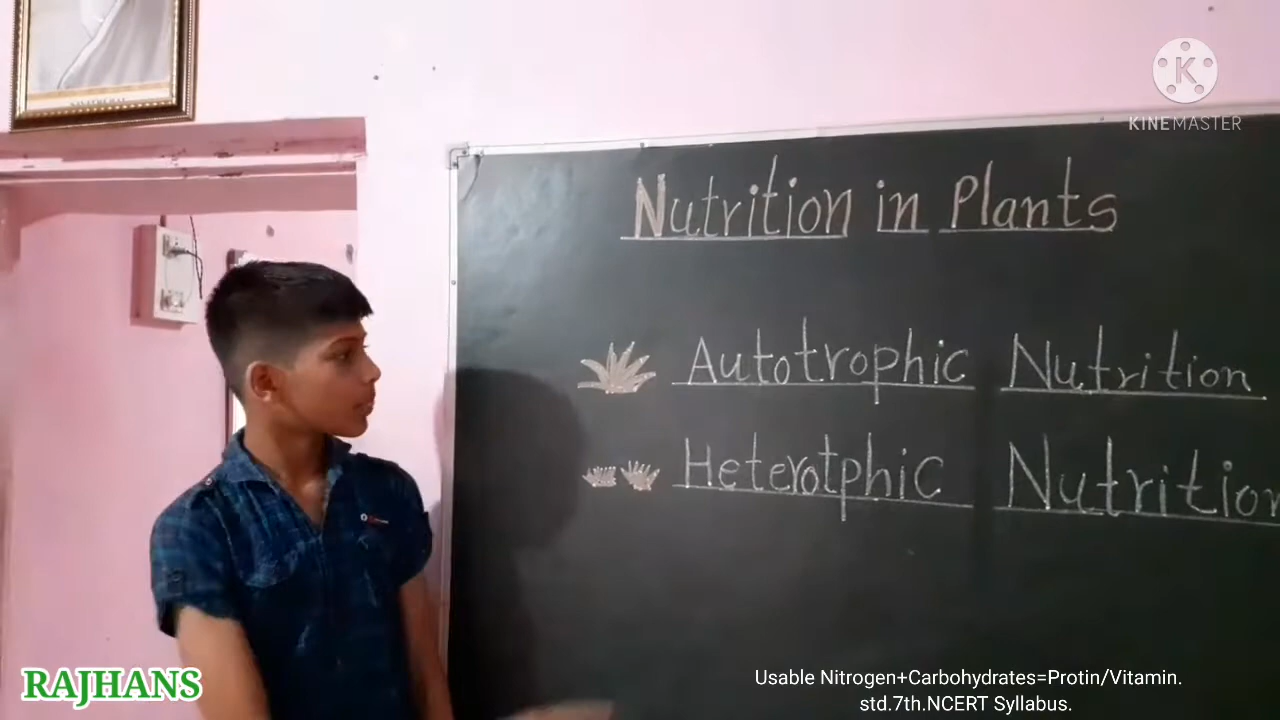 KINEMASTER
Nutrition in Plants
Autotrophic Nutrition
Heterotphic Nutrition
Usable Nitrogen+Carbohydrates=Protin/Vitamin.
std.7th.NCERT Syllabus.
RAJHANS